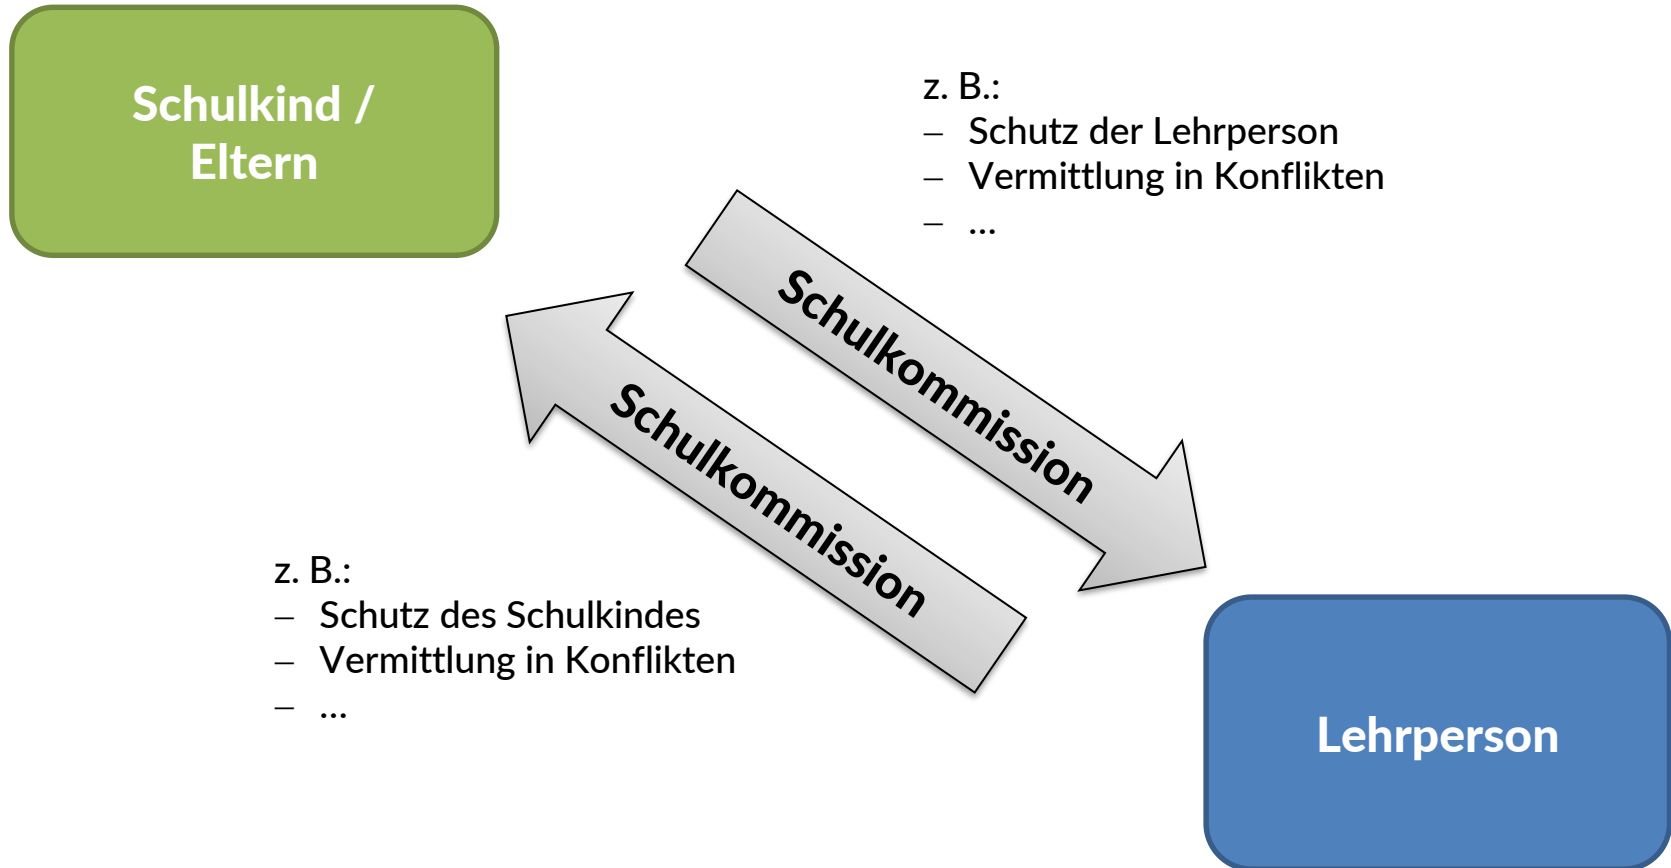 Schulkind /
Eltern
z. B.:
– Schutz der Lehrperson
– Vermittlung in Konflikten
– ...
Schulkommission
Schulkommission
z. B.:
– Schutz des Schulkindes
– Vermittlung in Konflikten
– ...
Lehrperson